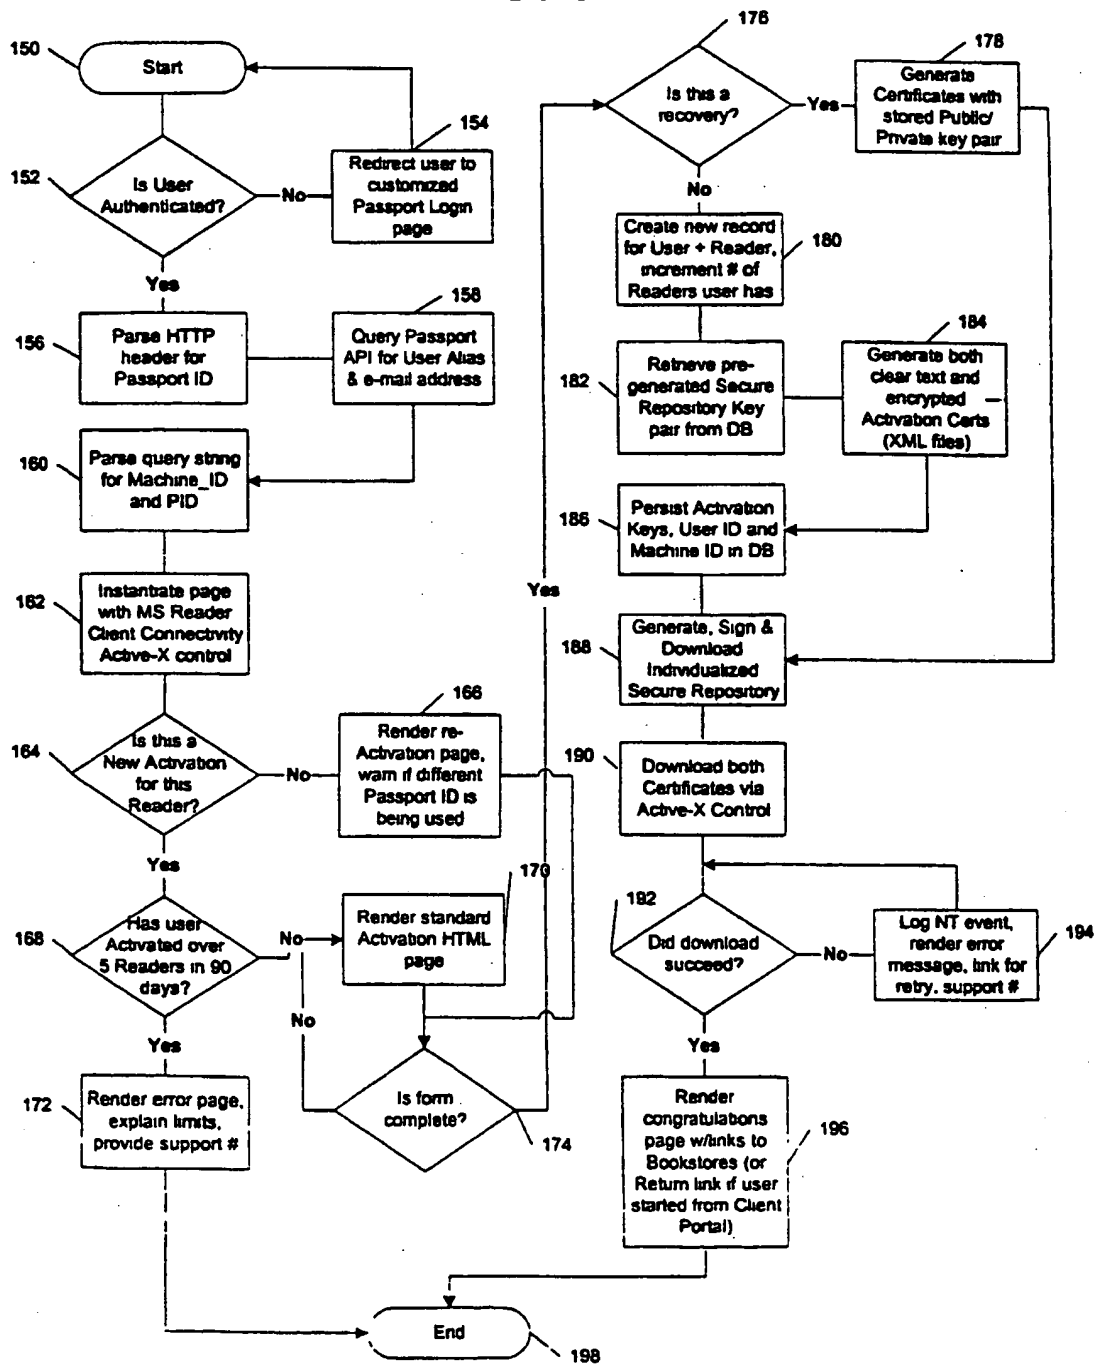 150
Start
152
Is User
Authenticated?
No
154
Redirect user to
customized
Passport Login
page
Yes
156
Parse HTTP
header for
Passport ID
158
Query Passport
API for User Alias
& e-mail address
160
Parse query string
for Machine_ID
and PID
162
Instantiate page
with MS Reader
Client Connectivity
Active-X control
164
Is this a
New Activation
for this
Reader?
No
166
Render re-
Activation page,
warn if different
Passport ID is
being used
Yes
168
Has user
Activated over
5 Readers in 90
days?
No
170
Render standard
Activation HTML
page
No
Yes
172
Render error page,
explain limits,
provide support #
Is form
complete?
174
Yes
176
Is this a
recovery?
Yes
178
Generate
Certificates with
stored Public/
Private key pair
No
180
Create new record
for User + Reader,
increment # of
Readers user has
182
Retrieve pre-
generated Secure
Repository Key
pair from DB
184
Generate both
clear text and
encrypted
Activation Certs
(XML files)
186
Persist Activation
Keys, User ID and
Machine ID in DB
188
Generate, Sign &
Download
Individualized
Secure Repository
190
Download both
Certificates via
Active-X Control
192
Did download
succeed?
No
Log NT event,
render error
message, link for
retry, support #
194
Yes
Render
congratulations
page w/links to
Bookstores (or
Return link if user
started from Client
Portal)
196
End
198